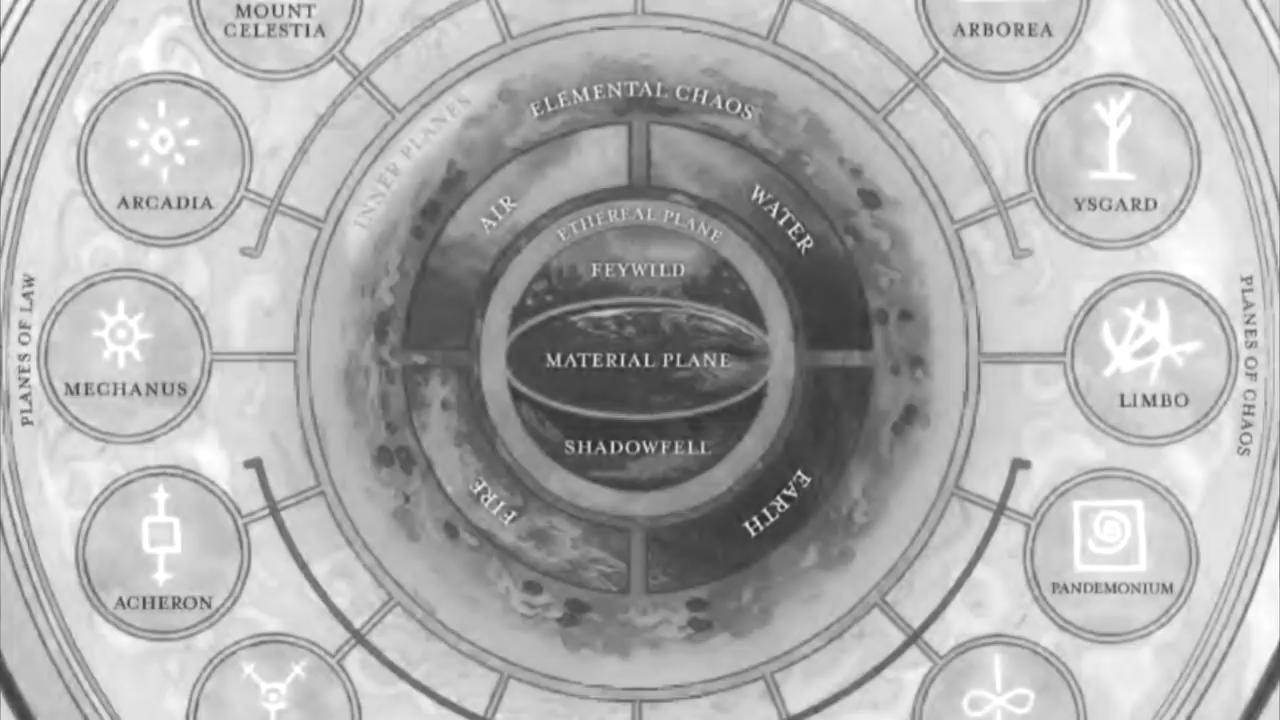 MOUNT
CELESTIA
ARBOREA
ELEMENTAL CHAOS
INNER PLANES
ARCADIA
AIR
WATER
YSGARD
ETHEREAL PLANE
FEYWILD
PLANES OF LAW
MECHANUS
MATERIAL PLANE
LIMBO
PLANES OF CHAOS
SHADOWFELL
FIRE
EARTH
ACHERON
PANDEMONIUM